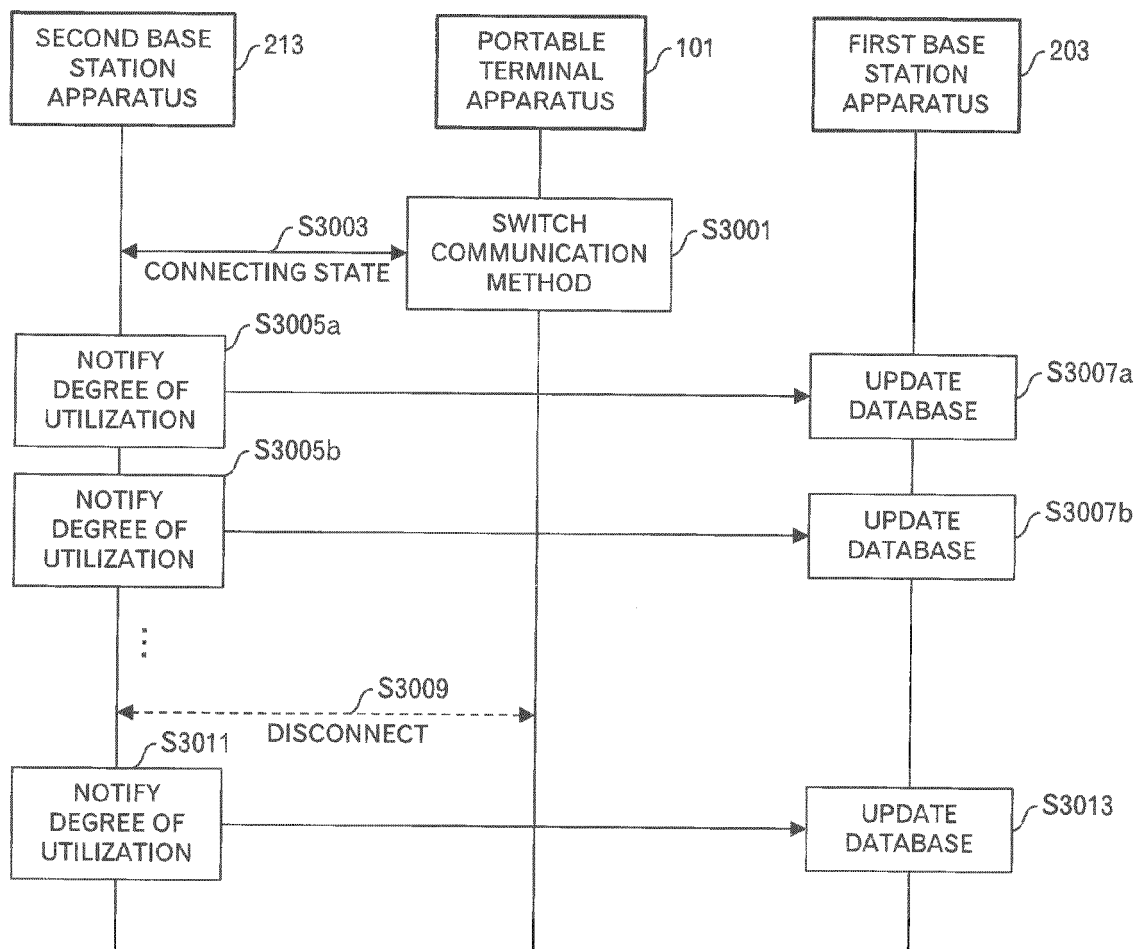 SECOND BASE
STATION
APPARATUS
213
PORTABLE
TERMINAL
APPARATUS
101
FIRST BASE
STATION
APPARATUS
203
S3003
CONNECTING STATE
SWITCH
COMMUNICATION
METHOD
S3001
S3005a
NOTIFY
DEGREE OF
UTILIZATION
UPDATE
DATABASE
S3007a
S3005b
NOTIFY
DEGREE OF
UTILIZATION
UPDATE
DATABASE
S3007b
S3009
DISCONNECT
S3011
NOTIFY
DEGREE OF
UTILIZATION
UPDATE
DATABASE
S3013